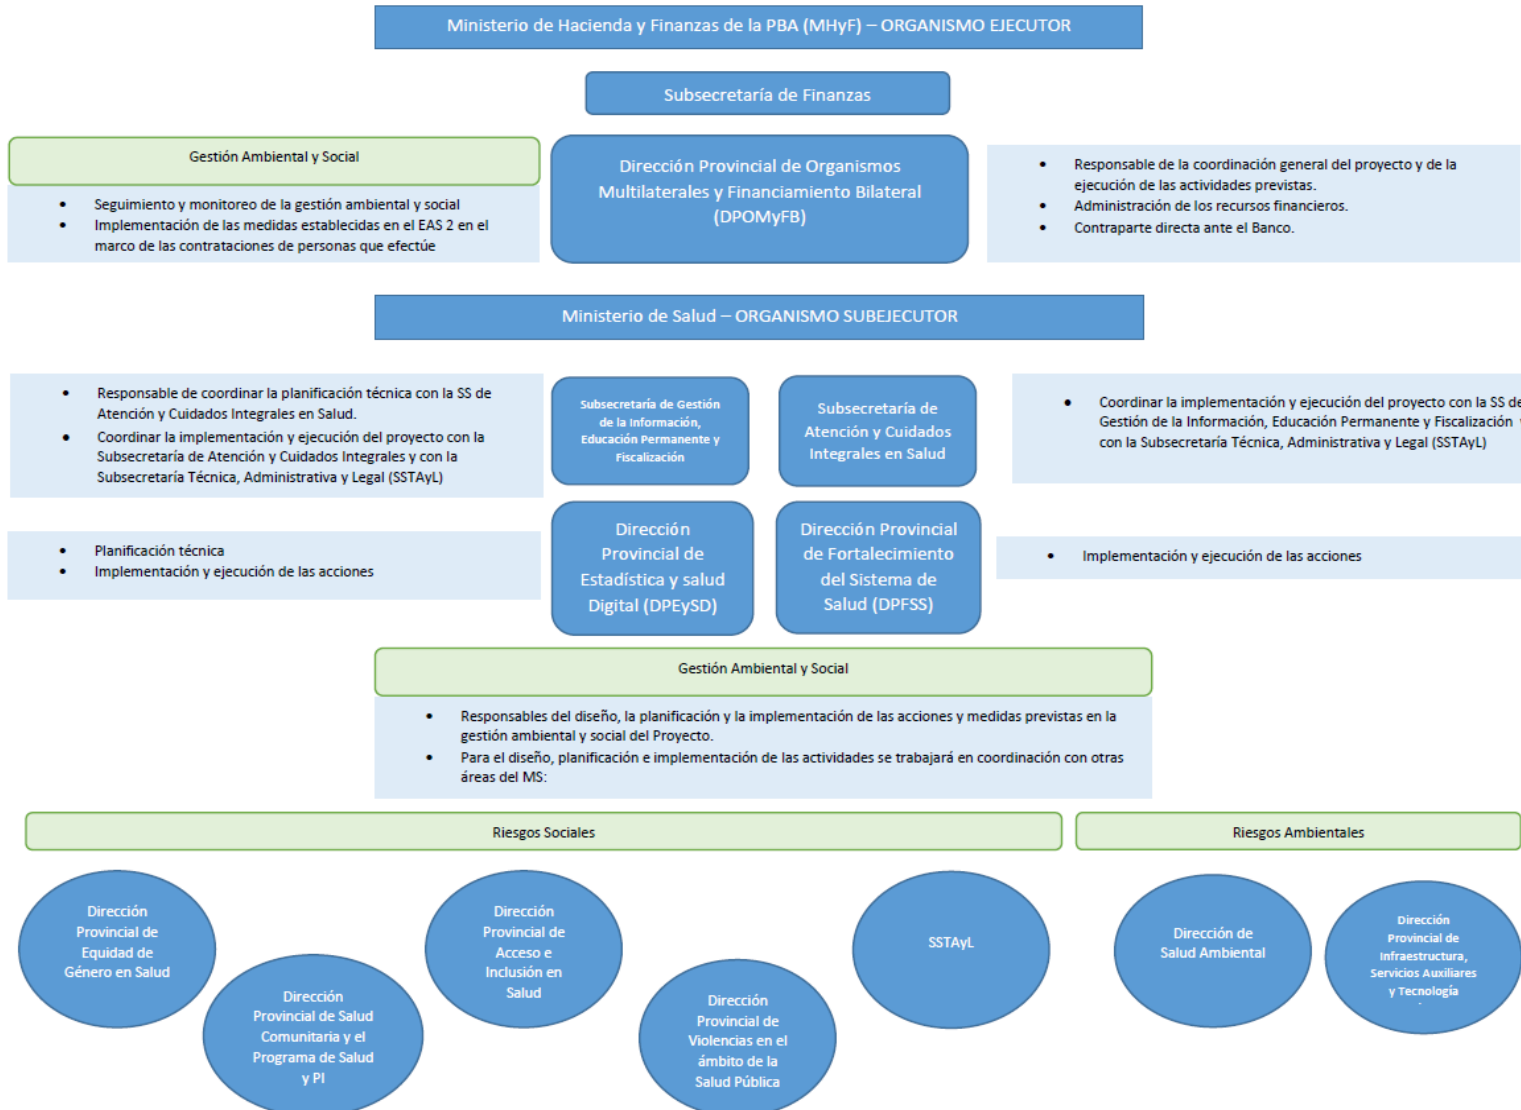 Ministerio de Hacienda y Finanzas de la PBA (MHyF) – ORGANISMO EJECUTOR
Subsecretaría de Finanzas
Gestión Ambiental y Social
• Seguimiento y monitoreo de la gestión ambiental y social
• Implementación de las medidas establecidas en el EAS 2 en el
marco de las contrataciones de personas que efectúe
Dirección Provincial de Organismos
Multilaterales y Financiamiento Bilateral
(DPOMyFB)
• Responsable de la coordinación general del proyecto y de la
ejecución de las actividades previstas.
• Administración de los recursos financieros.
• Contraparte directa ante el Banco.
Ministerio de Salud – ORGANISMO SUBEJECUTOR
• Responsable de coordinar la planificación técnica con la SS de
Atención y Cuidados Integrales en Salud.
• Coordinar la implementación y ejecución del proyecto con la
Subsecretaría de Atención y Cuidados Integrales y con la
Subsecretaría Técnica, Administrativa y Legal (SSTAyL)
Subsecretaría de Gestión
de la Información,
Educación Permanente y
Fiscalización
Subsecretaría de
Atención y Cuidados
Integrales en Salud
• Coordinar la implementación y ejecución del proyecto con la SS de
Gestión de la Información, Educación Permanente y Fiscalización
con la Subsecretaría Técnica, Administrativa y Legal (SSTAyL)
• Planificación técnica
• Implementación y ejecución de las acciones
Dirección
Provincial de
Estadística y salud
Digital (DPEySD)
Dirección Provincial
de Fortalecimiento
del Sistema de
Salud (DPFSS)
• Implementación y ejecución de las acciones
Gestión Ambiental y Social
• Responsables del diseño, la planificación y la implementación de las acciones y medidas previstas en la
gestión ambiental y social del Proyecto.
• Para el diseño, planificación e implementación de las actividades se trabajará en coordinación con otras
áreas del MS:
Riesgos Sociales
Riesgos Ambientales
Dirección
Provincial de
Equidad de
Género en Salud
Dirección
Provincial de Salud
Comunitaria y el
Programa de Salud
y PI
Dirección
Provincial de
Acceso e
Inclusión en
Salud
Dirección
Provincial de
Violencias en el
ámbito de la
Salud Pública
SSTAyL
Dirección de
Salud Ambiental
Dirección
Provincial de
Infraestructura,
Servicios Auxiliares
y Tecnología